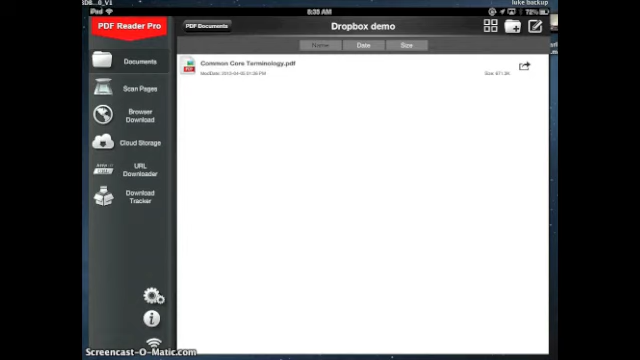 luke backup
iPad
8:35 AM
72%
PDF Reader Pro
PDF Documents
Dropbox demo
Name
Date
Size
Documents
Common Core Terminology.pdf
Scan Pages
Browser
Download
Cloud Storage
URL
Downloader
Download
Tracker
Screencast-O-Matic.com